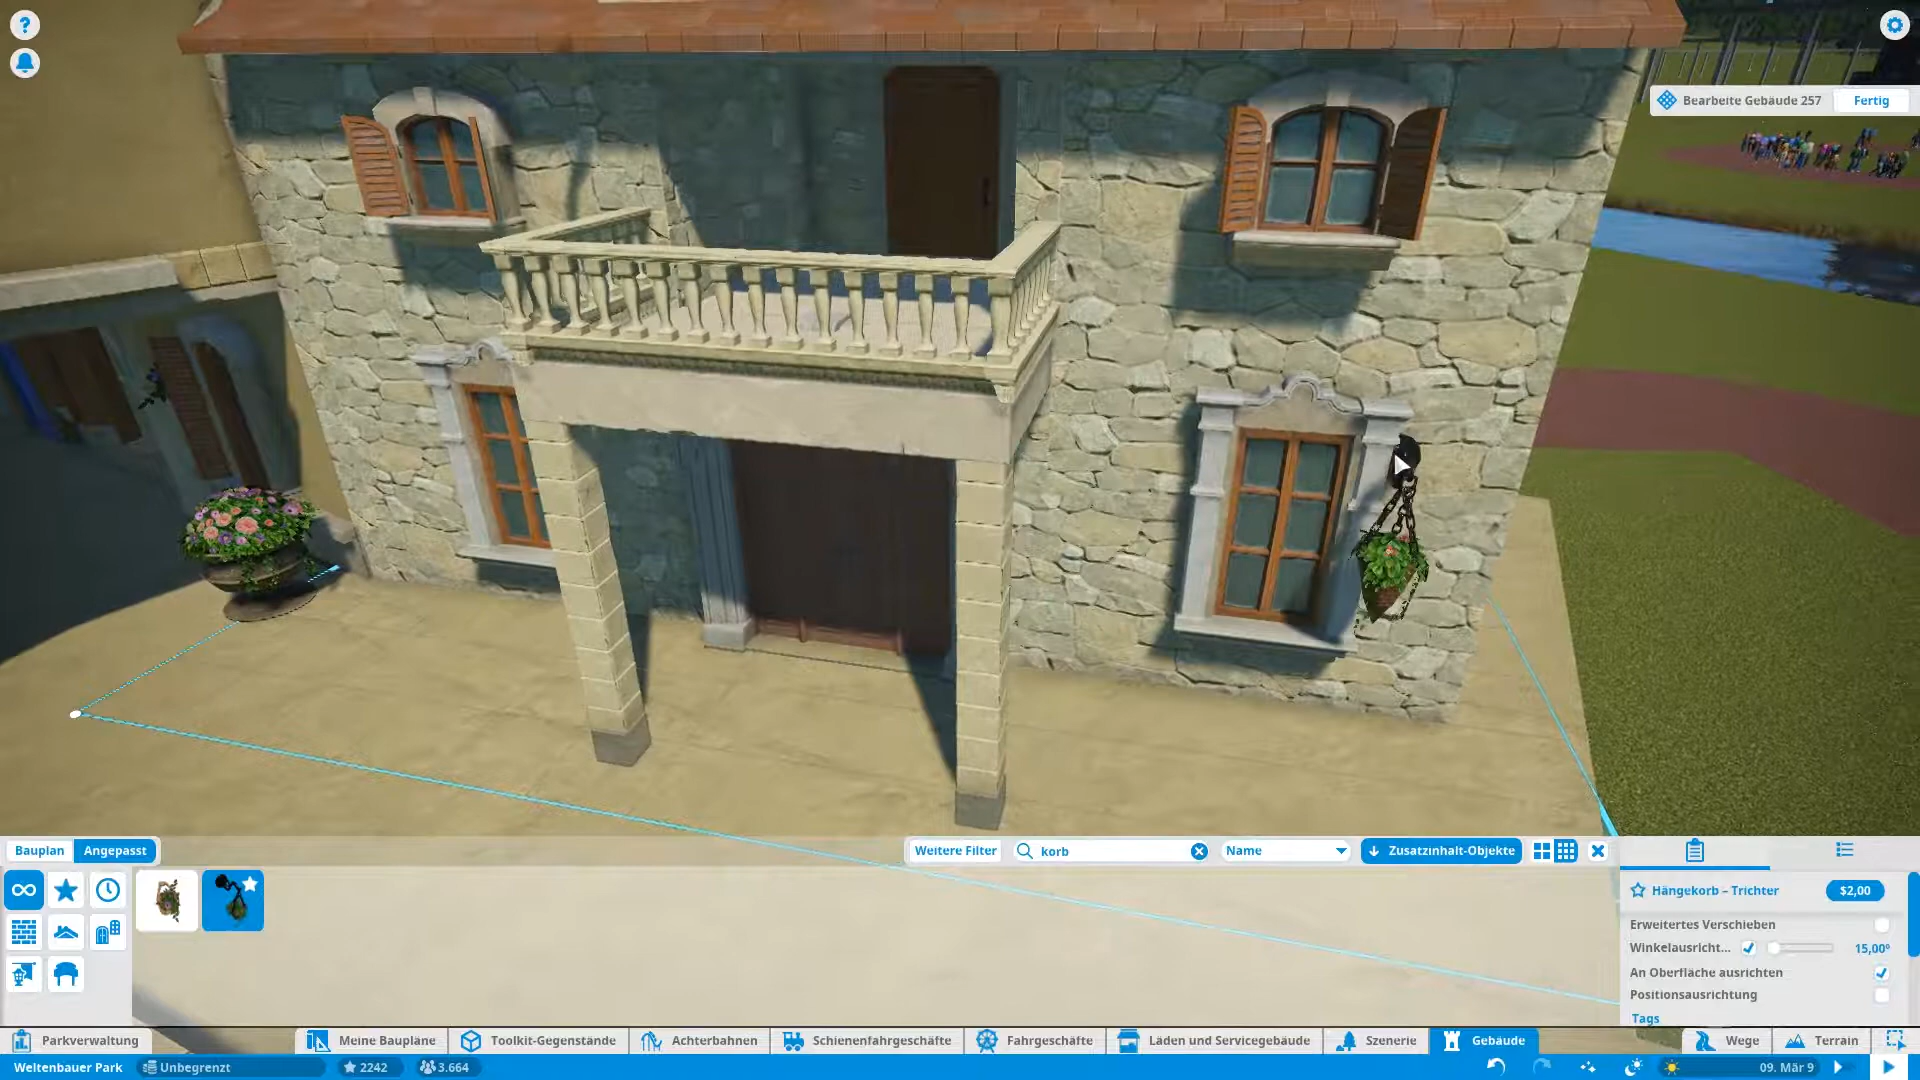 ?
Bearbeite Gebäude 257
Fertig
Bauplan
Angepasst
Weitere Filter
korb
Name
Zusatzinhalt-Objekte
Hängekorb – Trichter
$2,00
Erweitertes Verschieben
Winkelausricht...
15,00°
An Oberfläche ausrichten
Positionsausrichtung
Tags
Parkverwaltung
Meine Baupläne
Toolkit-Gegenstände
Achterbahnen
Schienenfahrgeschäfte
Fahrgeschäfte
Läden und Servicegebäude
Szenerie
Gebäude
Wege
Terrain
Weltenbauer Park
Unbegrenzt
2242
3.664
09. Mär 9